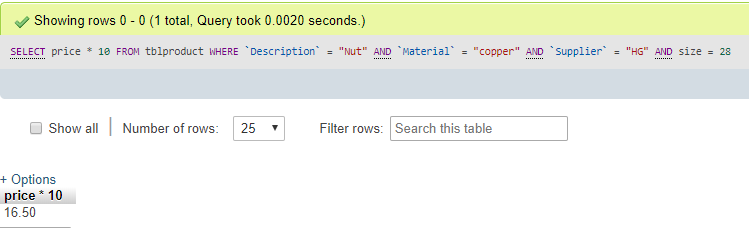 Showing rows 0 - 0 (1 total, Query took 0.0020 seconds.)
SELECT price * 10 FROM tblproduct WHERE `Description` = "Nut" AND `Material` = "copper" AND `Supplier` = "HG" AND size = 28
Show all Number of rows: 25 Filter rows: Search this table
+ Options
price * 10
16.50